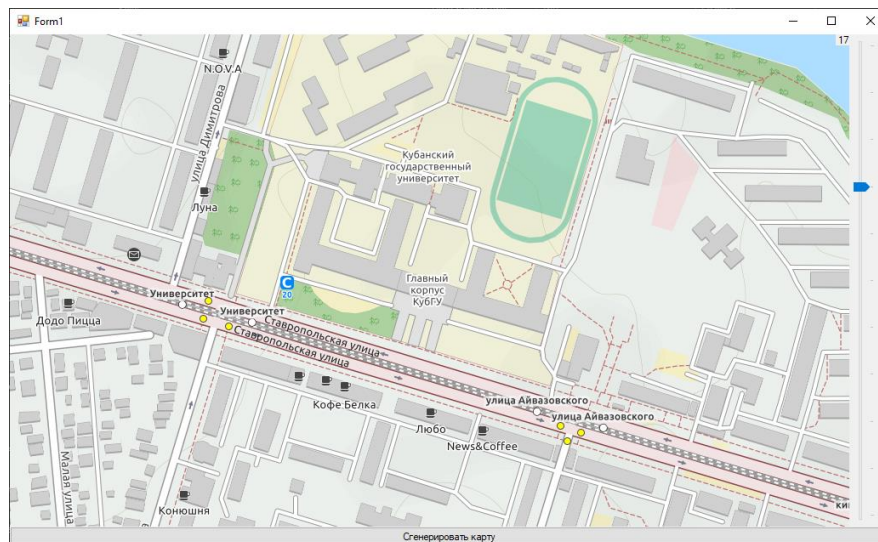 Form1
17
N.O.V.A
улица Димитрова
Кубанский
государственный
университет
Луна
Главный
корпус
КубГУ
C
20
Университет
Университет
Додо Пицца
Ставропольская улица
Ставропольская улица
улица Айвазовского
улица Айвазовского
Кофе Белка
Любо
News&Coffee
Малая улица
Конюшня
Сгенерировать карту